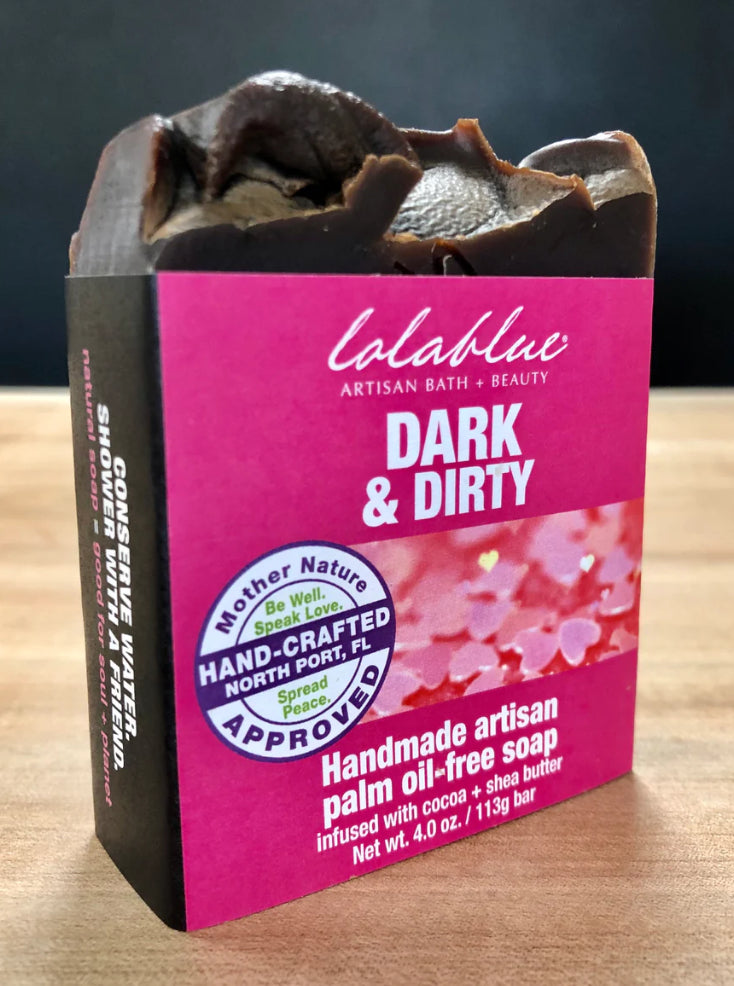 lolablue®
ARTISAN BATH + BEAUTY
DARK
& DIRTY
Mother Nature
Be Well.
Speak Love.
HAND-CRAFTED
NORTH PORT, FL
Spread
Peace.
APPROVED
Handmade artisan
palm oil-free soap
infused with cocoa + shea butter
Net wt. 4.0 oz. / 113g bar
CONSERVE WATER.
SHOWER WITH A FRIEND.
natural soap = good for soul + planet